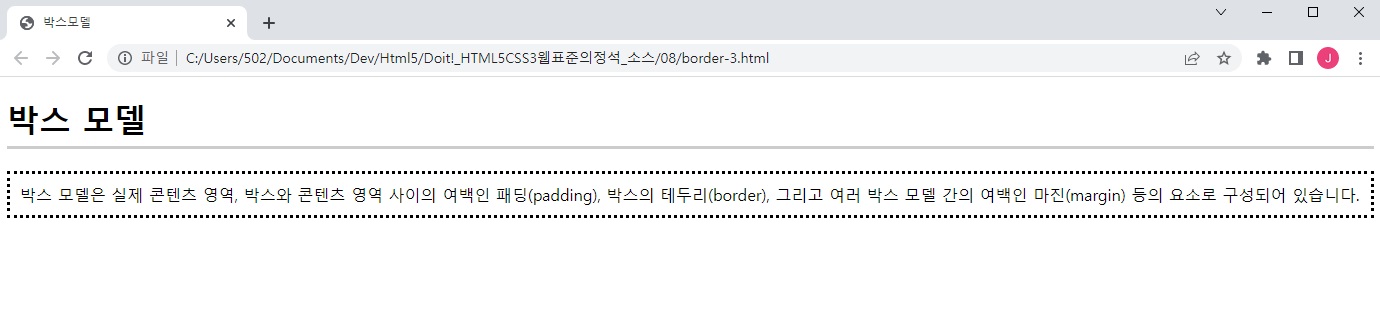 박스모델
파일 C:/Users/502/Documents/Dev/Html5/Doit!_HTML5CSS3웹표준의정석_소스/08/border-3.html
J
박스 모델
박스 모델은 실제 콘텐츠 영역, 박스와 콘텐츠 영역 사이의 여백인 패딩(padding), 박스의 테두리(border), 그리고 여러 박스 모델 간의 여백인 마진(margin) 등의 요소로 구성되어 있습니다.